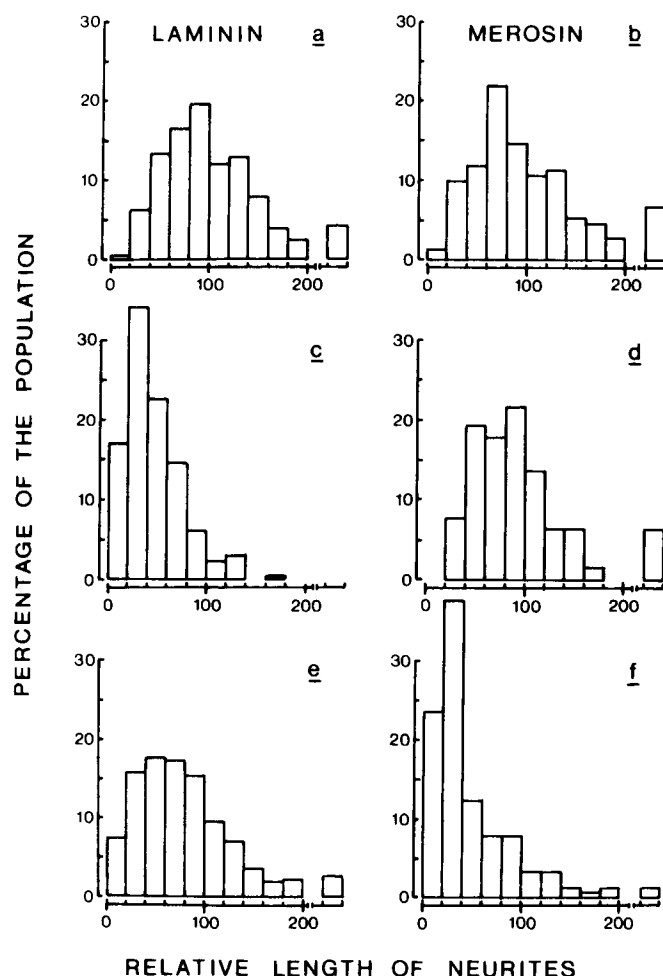 PERCENTAGE OF THE POPULATION
LAMININ a
30
20
10
0
0 100 200
MEROSIN b
30
20
10
0
0 100 200
c
30
20
10
0
0 100 200
d
30
20
10
0
0 100 200
e
30
20
10
0
0 100 200
f
30
20
10
0
0 100 200
RELATIVE LENGTH OF NEURITES